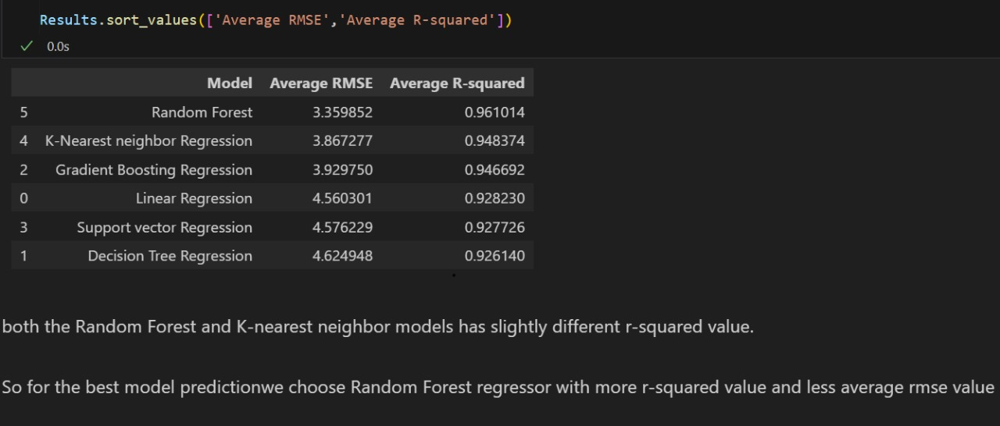 Results.sort_values(['Average RMSE','Average R-squared'])
0.0s
Model Average RMSE Average R-squared
5 Random Forest 3.359852 0.961014
4 K-Nearest neighbor Regression 3.867277 0.948374
2 Gradient Boosting Regression 3.929750 0.946692
0 Linear Regression 4.560301 0.928230
3 Support vector Regression 4.576229 0.927726
1 Decision Tree Regression 4.624948 0.926140
both the Random Forest and K-nearest neighbor models has slightly different r-squared value.
So for the best model predictionwe choose Random Forest regressor with more r-squared value and less average rmse value